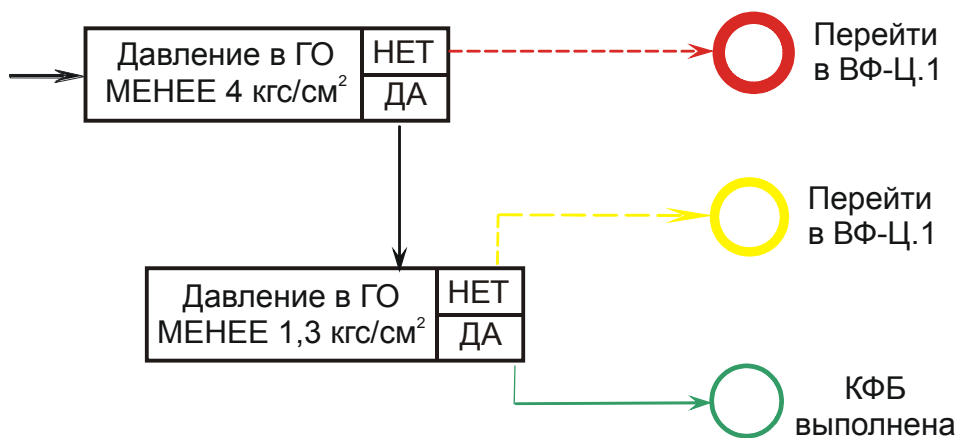 Давление в ГО
МЕНЕЕ 4 кгс/см²
НЕТ
ДА
Перейти
в ВФ-Ц.1
Перейти
в ВФ-Ц.1
Давление в ГО
МЕНЕЕ 1,3 кгс/см²
НЕТ
ДА
КФБ
выполнена